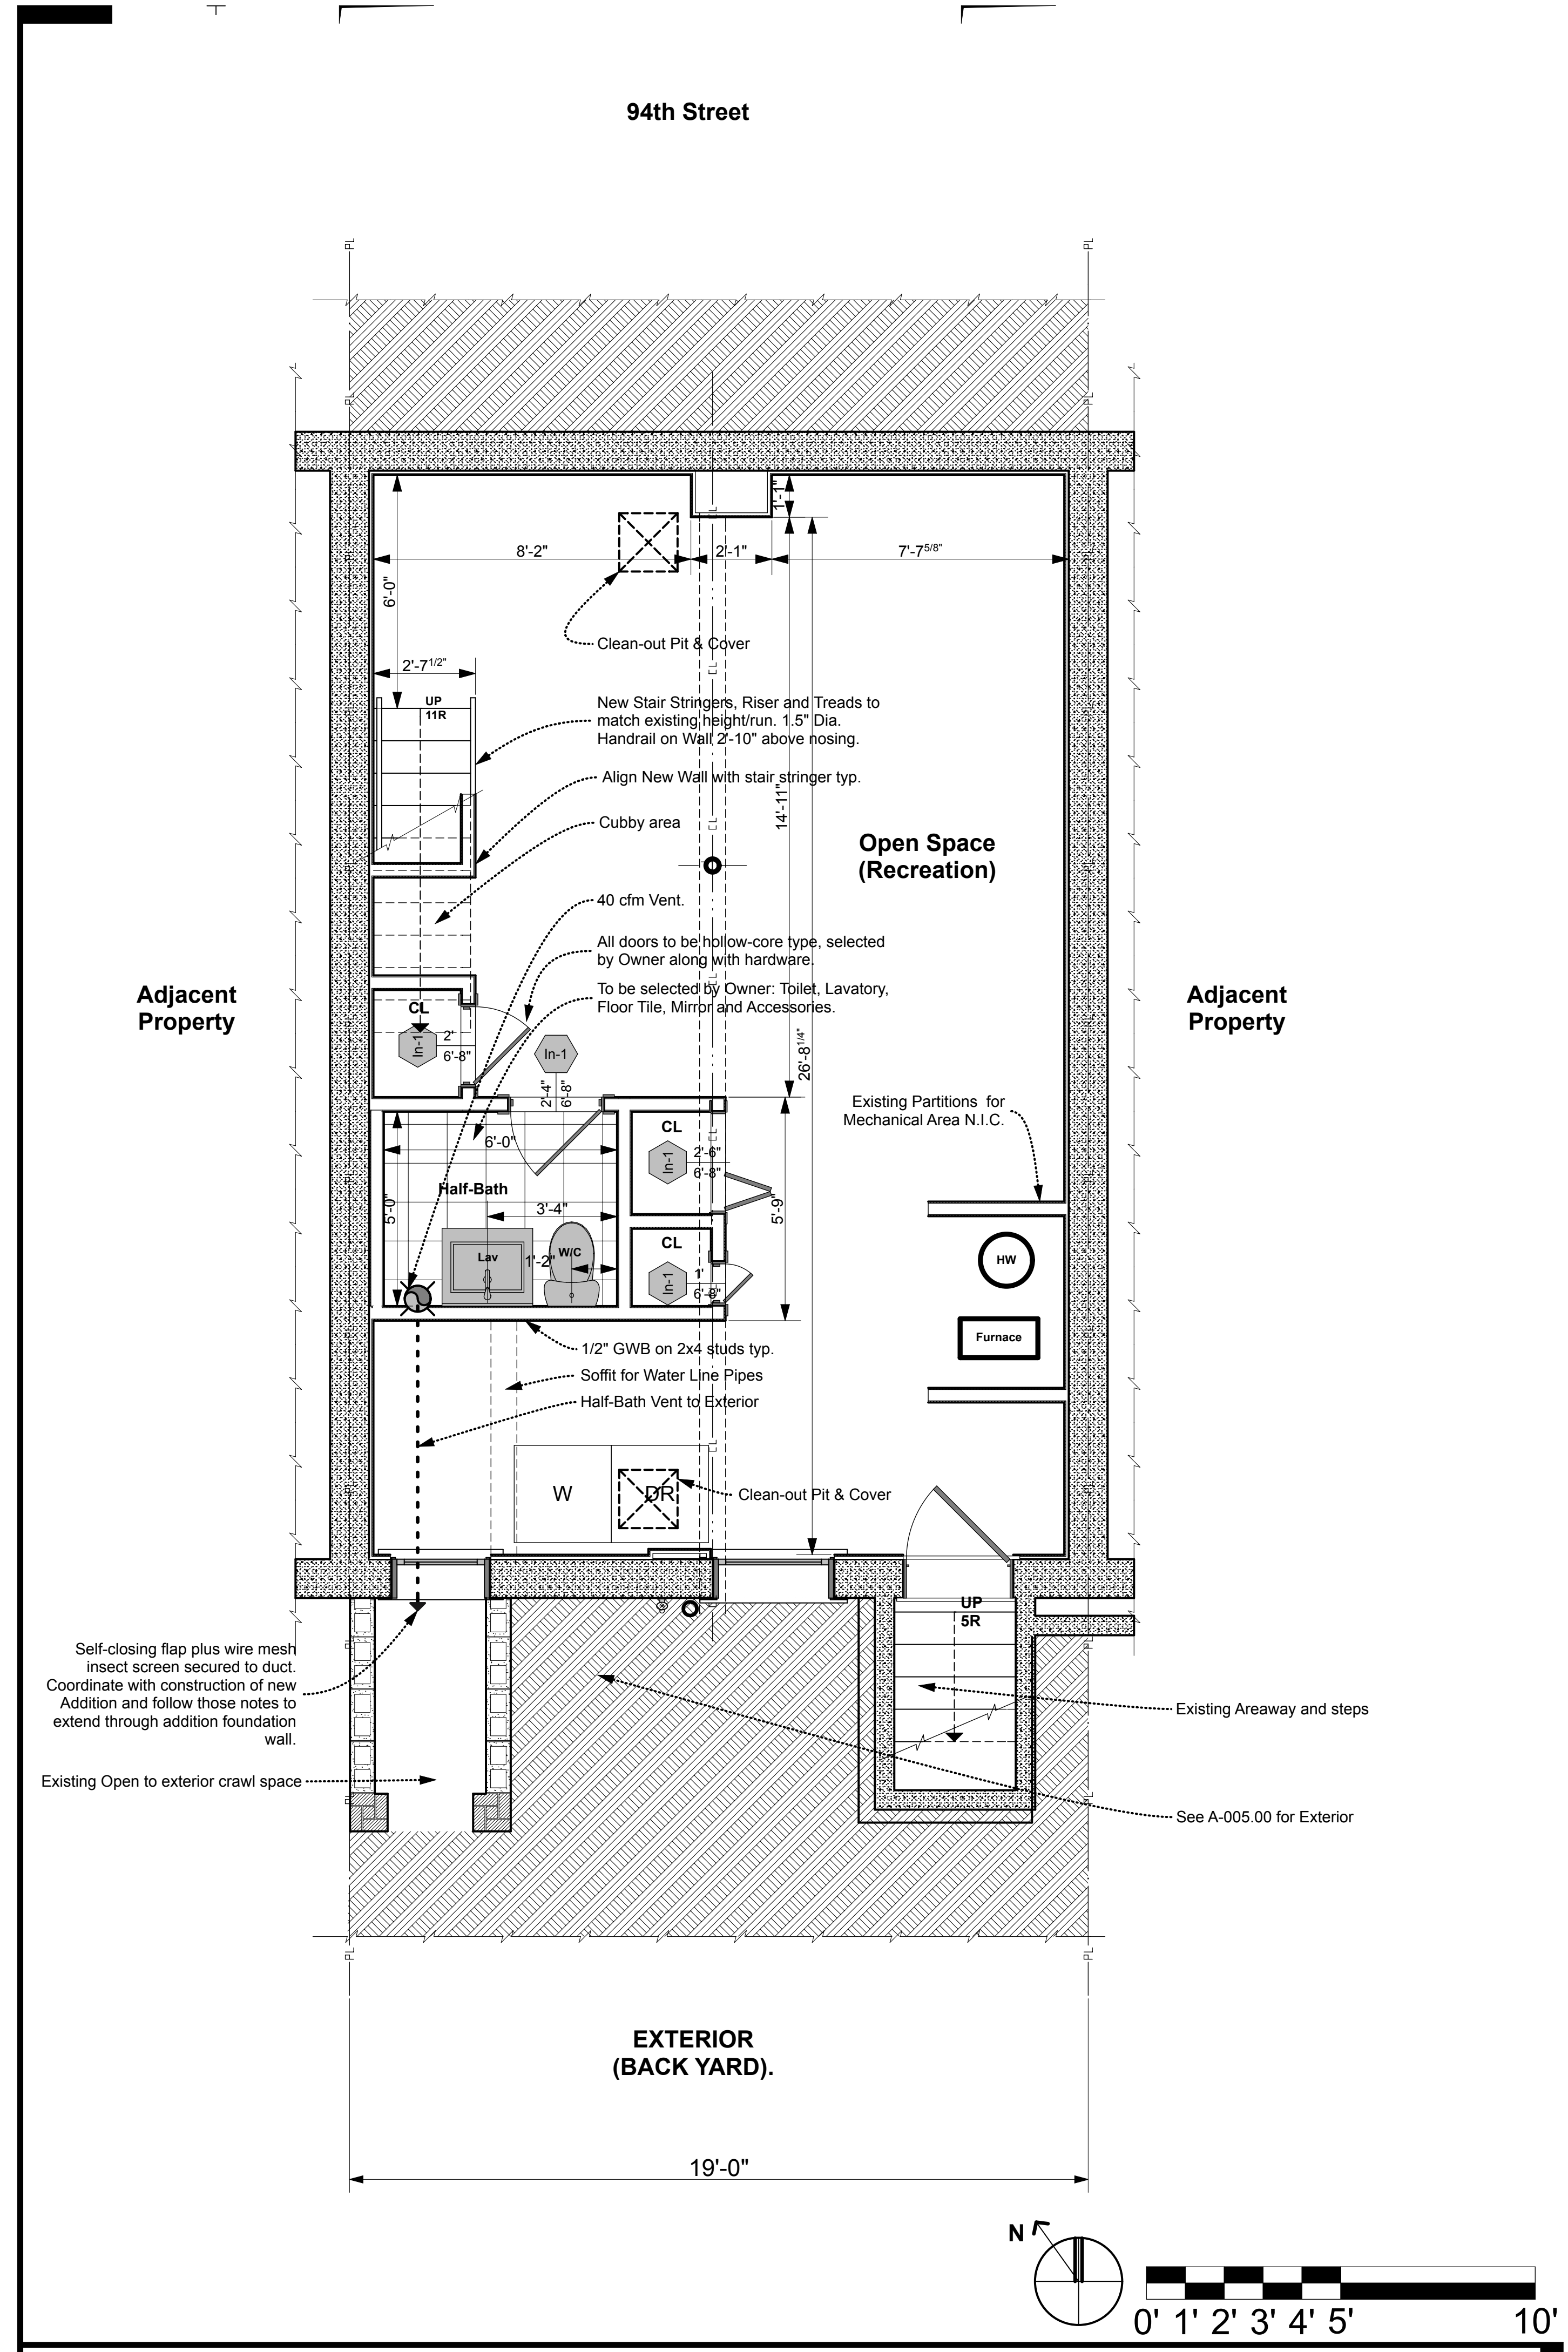 94th Street
PL
PL
PL
PL
1'-1"
8'-2"
2'-1"
7'-7 5/8"
6'-0"
Clean-out Pit & Cover
2'-7 1/2"
UP
11R
New Stair Stringers, Riser and Treads to
match existing height/run. 1.5" Dia.
Handrail on Wall 2'-10" above nosing.
Align New Wall with stair stringer typ.
14'-11"
Cubby area
Open Space
(Recreation)
40 cfm Vent.
All doors to be hollow-core type, selected
by Owner along with hardware.
To be selected by Owner: Toilet, Lavatory,
Floor Tile, Mirror and Accessories.
Adjacent
Property
Adjacent
Property
CL
In-1
2'
6'-8"
In-1
2'-4"
6'-8"
26'-8 1/4"
Existing Partitions for
Mechanical Area N.I.C.
6'-0"
CL
In-1
2'-6"
6'-8"
Half-Bath
5'-0"
3'-4"
5'-9"
Lav
1'-2"
W/C
CL
In-1
1'
6'-8"
HW
Furnace
1/2" GWB on 2x4 studs typ.
Soffit for Water Line Pipes
Half-Bath Vent to Exterior
W
DR
Clean-out Pit & Cover
UP
5R
Self-closing flap plus wire mesh
insect screen secured to duct.
Coordinate with construction of new
Addition and follow those notes to
extend through addition foundation
wall.
Existing Areaway and steps
Existing Open to exterior crawl space
See A-005.00 for Exterior
PL
PL
EXTERIOR
(BACK YARD).
19'-0"
N
0' 1' 2' 3' 4' 5' 10'